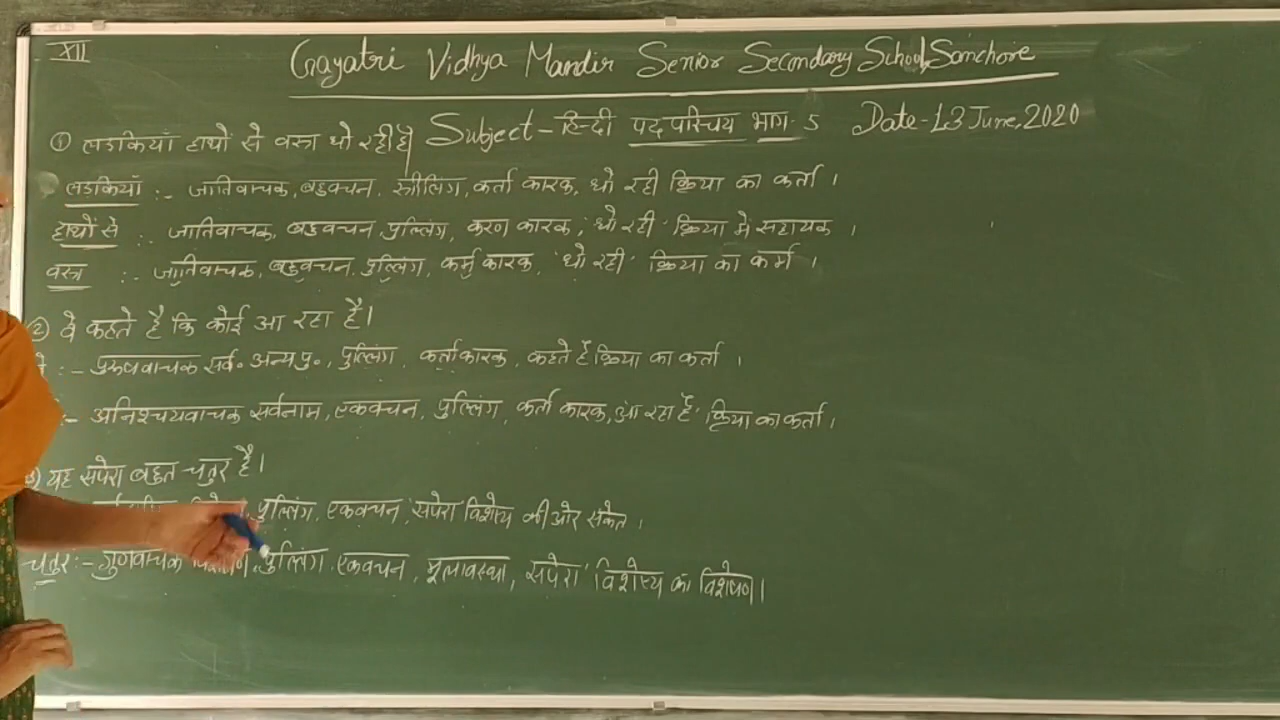 XII
Gayatri Vidhya Mandir Senior Secondary School, Sanchore
Subject - हिन्दी पद परिचय भाग - 5 Date - 13 June, 2020
① लडकियाँ हाथों से वस्त्र धो रही है।
लड़कियाँ :- जातिवाचक, बहुवचन, स्त्रीलिंग, कर्ता कारक, धो रही क्रिया का कर्ता ।
हाथों से :- जातिवाचक, बहुवचन, पुल्लिंग, करण कारक, 'धो रही' क्रिया में सहायक ।
वस्त्र :- जातिवाचक, बहुवचन, पुल्लिंग, कर्म कारक, 'धो रही' क्रिया का कर्म ।
② वे कहते है कि कोई आ रहा है।
:- पुरुषवाचक सर्व॰ अन्य पु॰, पुल्लिंग, कर्ता कारक, कहते हैं क्रिया का कर्ता ।
:- अनिश्चयवाचक सर्वनाम, एकवचन, पुल्लिंग, कर्ता कारक, 'आ रहा है' क्रिया का कर्ता ।
3) यह सपेरा बहुत चतुर है।
पुल्लिंग, एकवचन, सपेरा विशेष्य की ओर संकेत ।
चतुर :- गुणवाचक विशेषण, पुल्लिंग, एकवचन, मूलावस्था, 'सपेरा' विशेष्य का विशेषण।